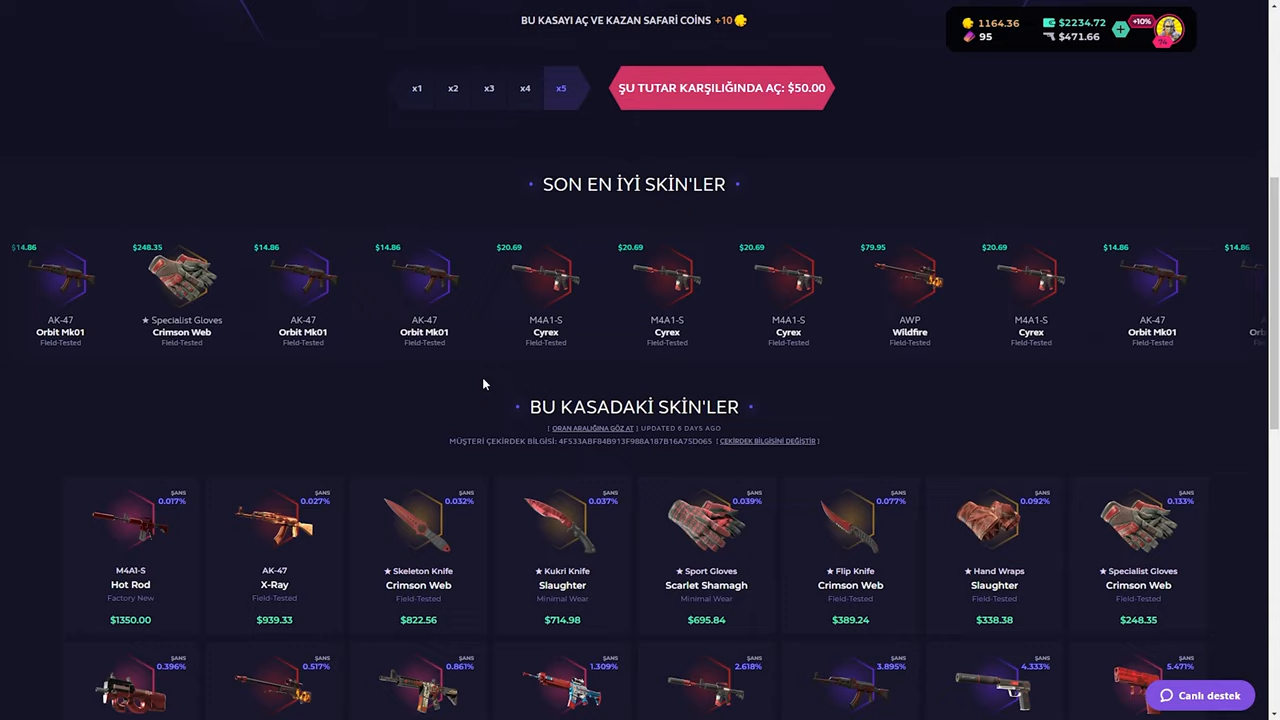 BU KASAYI AÇ VE KAZAN SAFARI COİNS +10
1164.36
95
$2234.72
$471.66
+10%
x1
x2
x3
x4
x5
ŞU TUTAR KARŞILIĞINDA AÇ: $50.00
SON EN İYİ SKİN'LER
$14.86
AK-47
Orbit Mk01
Field-Tested
$248.35
★ Specialist Gloves
Crimson Web
Field-Tested
$14.86
AK-47
Orbit Mk01
Field-Tested
$14.86
AK-47
Orbit Mk01
Field-Tested
$20.69
M4A1-S
Cyrex
Field-Tested
$20.69
M4A1-S
Cyrex
Field-Tested
$20.69
M4A1-S
Cyrex
Field-Tested
$79.95
AWP
Wildfire
Field-Tested
$20.69
M4A1-S
Cyrex
Field-Tested
$14.86
AK-47
Orbit Mk01
Field-Tested
$14.86
BU KASADAKİ SKİN'LER
[ ORAN ARALIĞINA GÖZ AT ] UPDATED 6 DAYS AGO
MÜŞTERİ ÇEKİRDEK BİLGİSİ: 4F533ABF84B913F988A187B16A75D065 [ ÇEKİRDEK BİLGİSİNİ DEĞİŞTİR ]
ŞANS
0.017%
M4A1-S
Hot Rod
Factory New
$1350.00
ŞANS
0.027%
AK-47
X-Ray
Field-Tested
$939.33
ŞANS
0.032%
★ Skeleton Knife
Crimson Web
Field-Tested
$822.56
ŞANS
0.037%
★ Kukri Knife
Slaughter
Minimal Wear
$714.98
ŞANS
0.039%
★ Sport Gloves
Scarlet Shamagh
Minimal Wear
$695.84
ŞANS
0.077%
★ Flip Knife
Crimson Web
Field-Tested
$389.24
ŞANS
0.092%
★ Hand Wraps
Slaughter
Field-Tested
$338.38
ŞANS
0.133%
★ Specialist Gloves
Crimson Web
Field-Tested
$248.35
ŞANS
0.396%
ŞANS
0.517%
ŞANS
0.861%
ŞANS
1.309%
ŞANS
2.618%
ŞANS
3.895%
ŞANS
4.333%
ŞANS
5.471%
Canlı destek